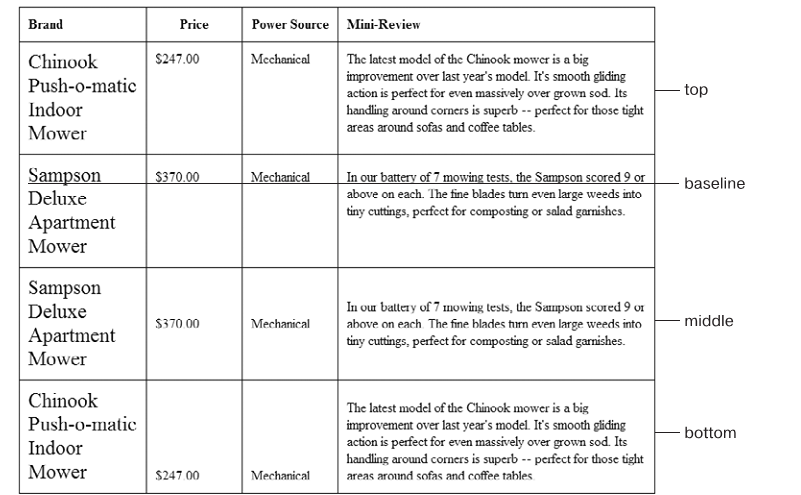 Brand Price Power Source Mini-Review
Chinook
Push-o-matic
Indoor
Mower
$247.00
Mechanical
The latest model of the Chinook mower is a big
improvement over last year's model. It's smooth gliding
action is perfect for even massively over grown sod. Its
handling around corners is superb -- perfect for those tight
areas around sofas and coffee tables.
top
Sampson
Deluxe
Apartment
Mower
$370.00
Mechanical
In our battery of 7 mowing tests, the Sampson scored 9 or
above on each. The fine blades turn even large weeds into
tiny cuttings, perfect for composting or salad garnishes.
baseline
Sampson
Deluxe
Apartment
Mower
$370.00
Mechanical
In our battery of 7 mowing tests, the Sampson scored 9 or
above on each. The fine blades turn even large weeds into
tiny cuttings, perfect for composting or salad garnishes.
middle
Chinook
Push-o-matic
Indoor
Mower
$247.00
Mechanical
The latest model of the Chinook mower is a big
improvement over last year's model. It's smooth gliding
action is perfect for even massively over grown sod. Its
handling around corners is superb -- perfect for those tight
areas around sofas and coffee tables.
bottom